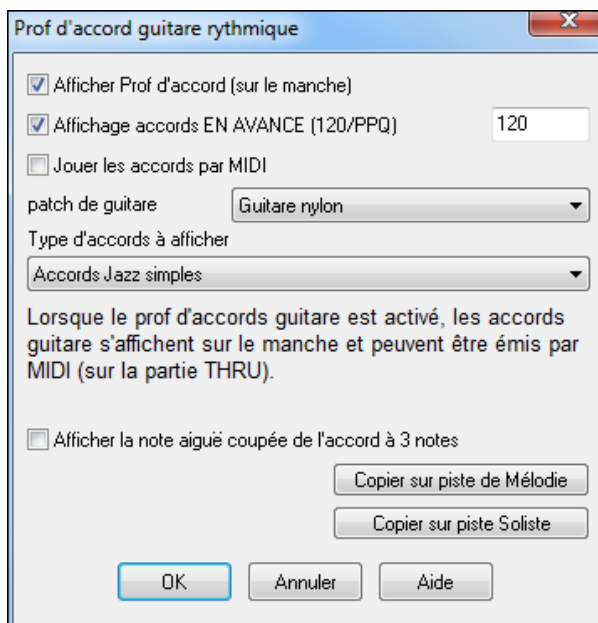 Prof d'accord guitare rythmique
Afficher Prof d'accord (sur le manche)
Affichage accords EN AVANCE (120/PPQ) 120
Jouer les accords par MIDI
patch de guitare Guitare nylon
Type d'accords à afficher
Accords Jazz simples
Lorsque le prof d'accords guitare est activé, les accords
guitare s'affichent sur le manche et peuvent être émis par
MIDI (sur la partie THRU).
Afficher la note aiguë coupée de l'accord à 3 notes
Copier sur piste de Mélodie
Copier sur piste Soliste
OK Annuler Aide